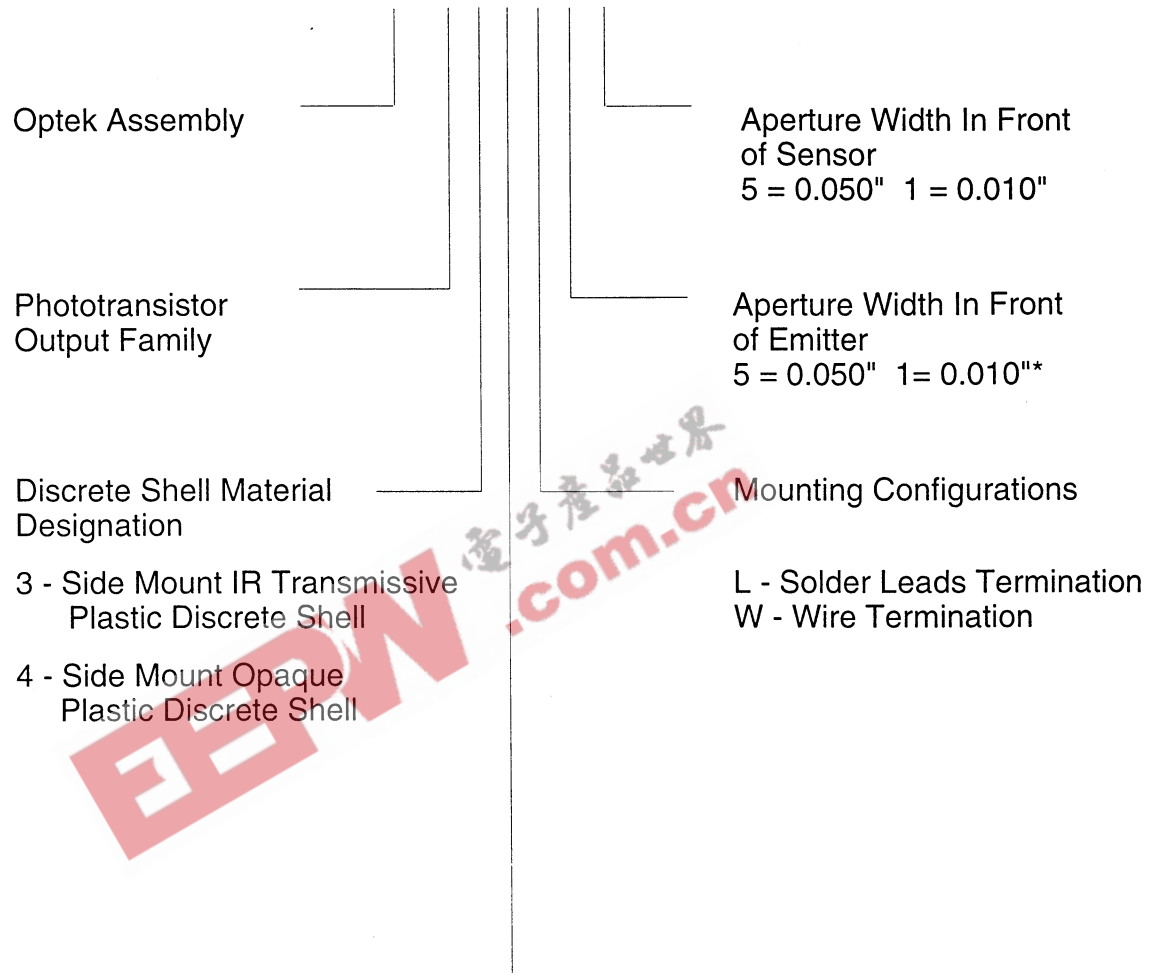 Optek Assembly
Aperture Width In Front
of Sensor
5 = 0.050" 1 = 0.010"
Phototransistor
Output Family
Aperture Width In Front
of Emitter
5 = 0.050" 1= 0.010"*
Discrete Shell Material
Designation
3 - Side Mount IR Transmissive
Plastic Discrete Shell
4 - Side Mount Opaque
Plastic Discrete Shell
Mounting Configurations
L - Solder Leads Termination
W - Wire Termination
EEPW
電子產品世界
.com.cn